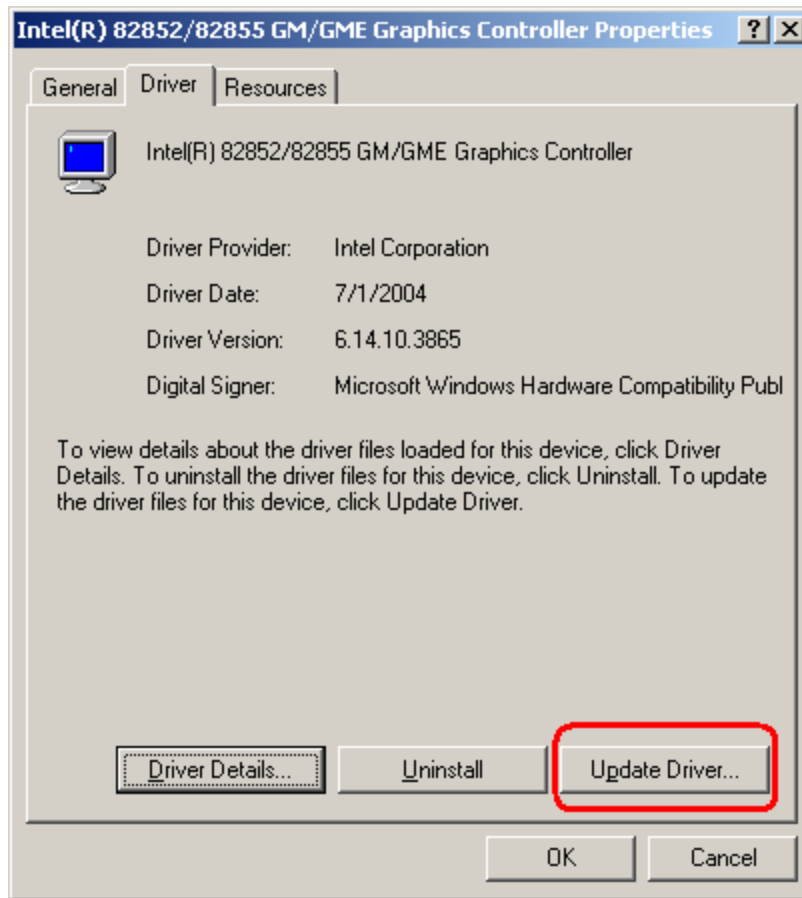 Intel(R) 82852/82855 GM/GME Graphics Controller Properties
General Driver Resources
Intel(R) 82852/82855 GM/GME Graphics Controller
Driver Provider: Intel Corporation
Driver Date: 7/1/2004
Driver Version: 6.14.10.3865
Digital Signer: Microsoft Windows Hardware Compatibility Publ
To view details about the driver files loaded for this device, click Driver
Details. To uninstall the driver files for this device, click Uninstall. To update
the driver files for this device, click Update Driver.
Driver Details... Uninstall Update Driver...
OK Cancel